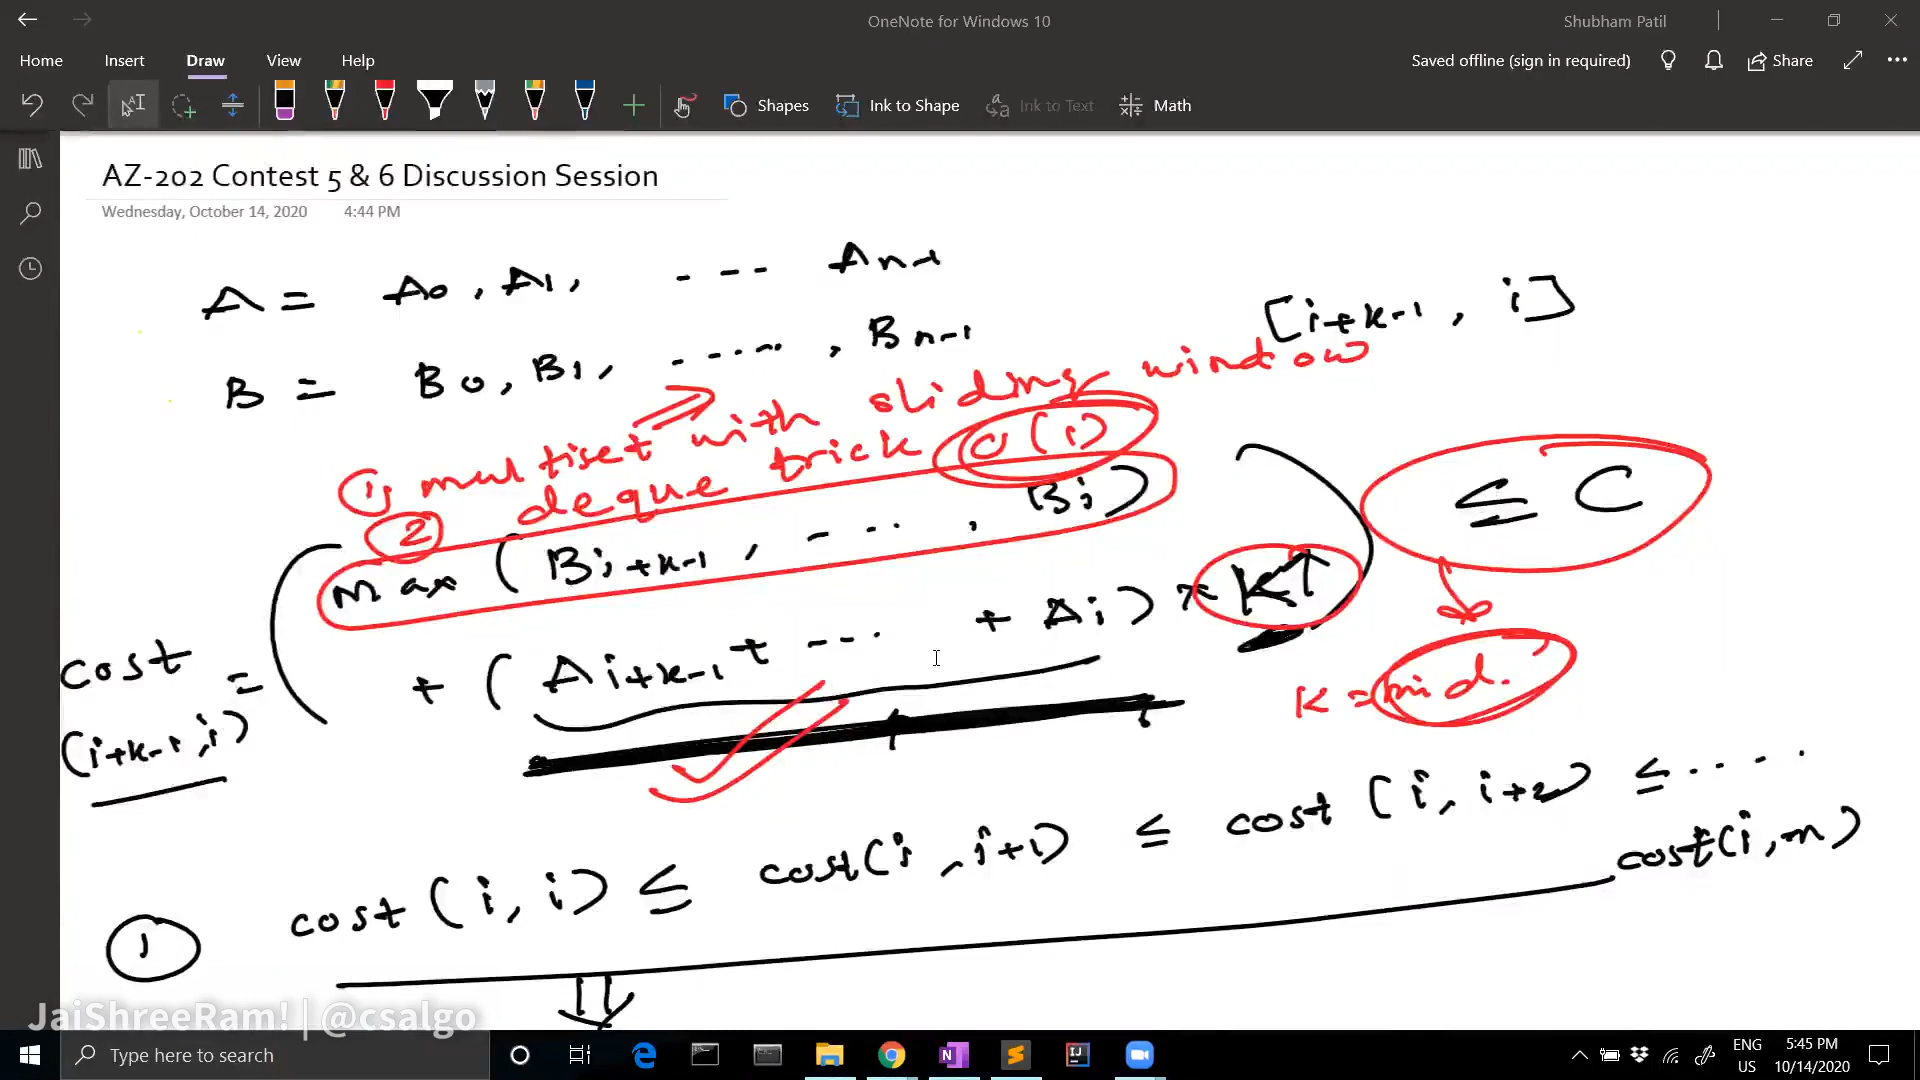 OneNote for Windows 10
Shubham Patil
Home Insert Draw View Help
Saved offline (sign in required)
Share
Shapes
Ink to Shape
Ink to Text
Math
AZ-202 Contest 5 & 6 Discussion Session
Wednesday, October 14, 2020 4:44 PM
A = A0, A1, --- An-1
[i+k-1, i]
B = B0, B1, ....., Bn-1
1) multiset => with sliding window
2 deque trick O(1)
max (Bi+k-1, ---., Bi)
≤ C
+ (Ai+k-1 + --- + Ai) * K↑
cost (i+k-1, i) =
K = mid.
cost (i, i) ≤ cost(i, i+1) ≤ cost (i, i+2) ≤ .....
cost(i, n)
1
JaiShreeRam! | @csalgo
Type here to search
ENG
US
5:45 PM
10/14/2020